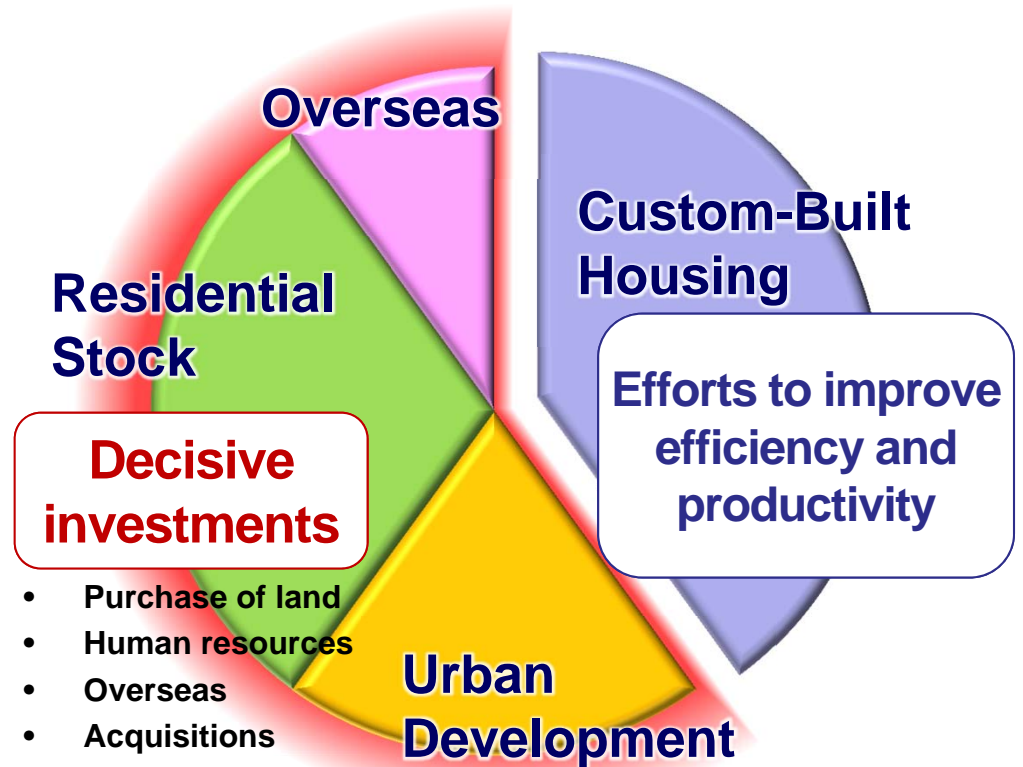 Overseas
Custom-Built
Housing
Residential
Stock
Efforts to improve
efficiency and
productivity
Decisive
investments
• Purchase of land
• Human resources
• Overseas
• Acquisitions
Urban
Development